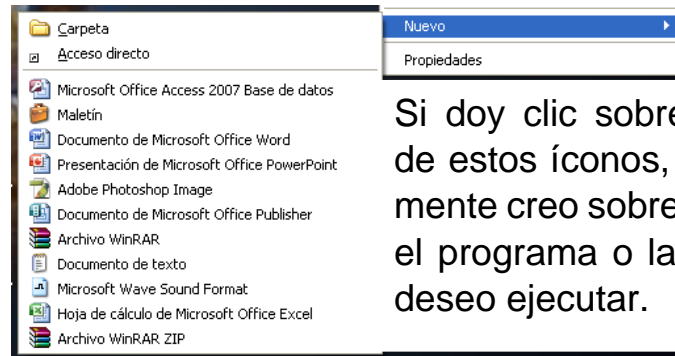 Carpeta
Acceso directo
Microsoft Office Access 2007 Base de datos
Maletín
Documento de Microsoft Office Word
Presentación de Microsoft Office PowerPoint
Adobe Photoshop Image
Documento de Microsoft Office Publisher
Archivo WinRAR
Documento de texto
Microsoft Wave Sound Format
Hoja de cálculo de Microsoft Office Excel
Archivo WinRAR ZIP
Nuevo
Propiedades
Si doy clic sobre
de estos íconos,
mente creo sobre
el programa o la
deseo ejecutar.